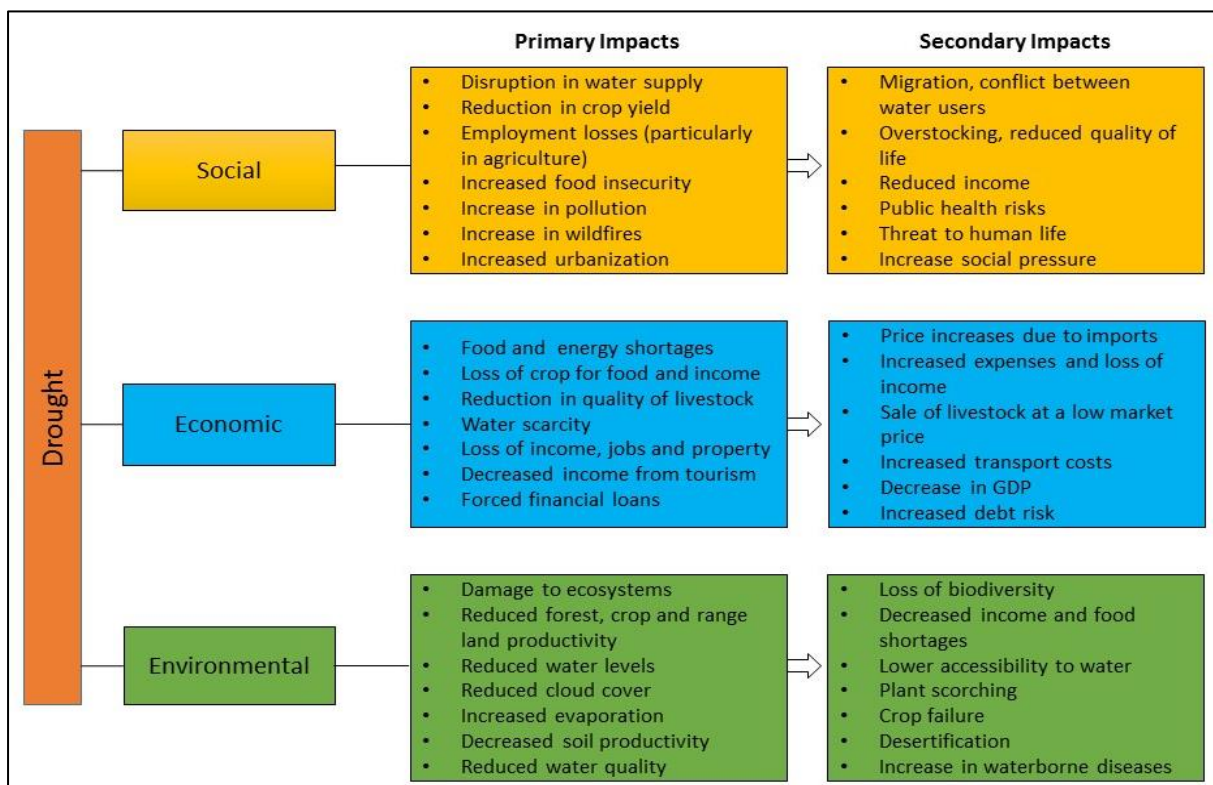 Primary Impacts
Secondary Impacts
Drought
Social
• Disruption in water supply
• Reduction in crop yield
• Employment losses (particularly
in agriculture)
• Increased food insecurity
• Increase in pollution
• Increase in wildfires
• Increased urbanization
• Migration, conflict between
water users
• Overstocking, reduced quality of
life
• Reduced income
• Public health risks
• Threat to human life
• Increase social pressure
Economic
• Food and energy shortages
• Loss of crop for food and income
• Reduction in quality of livestock
• Water scarcity
• Loss of income, jobs and property
• Decreased income from tourism
• Forced financial loans
• Price increases due to imports
• Increased expenses and loss of
income
• Sale of livestock at a low market
price
• Increased transport costs
• Decrease in GDP
• Increased debt risk
Environmental
• Damage to ecosystems
• Reduced forest, crop and range
land productivity
• Reduced water levels
• Reduced cloud cover
• Increased evaporation
• Decreased soil productivity
• Reduced water quality
• Loss of biodiversity
• Decreased income and food
shortages
• Lower accessibility to water
• Plant scorching
• Crop failure
• Desertification
• Increase in waterborne diseases